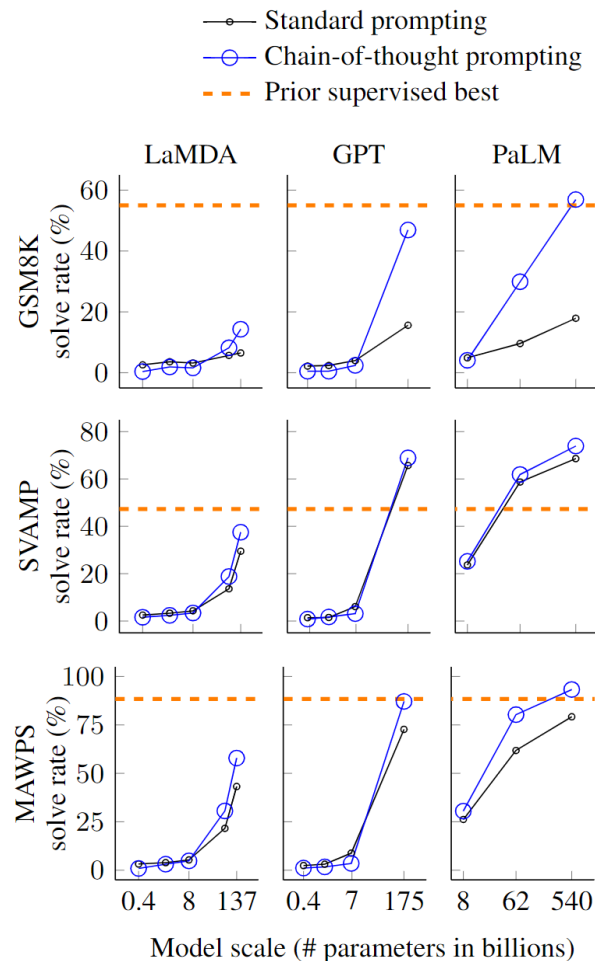 Standard prompting
Chain-of-thought prompting
Prior supervised best
LaMDA GPT PaLM
GSM8K
solve rate (%)
60
40
20
0
SVAMP
solve rate (%)
80
60
40
20
0
MAWPS
solve rate (%)
100
75
50
25
0
0.4 8 137 0.4 7 175 8 62 540
Model scale (# parameters in billions)